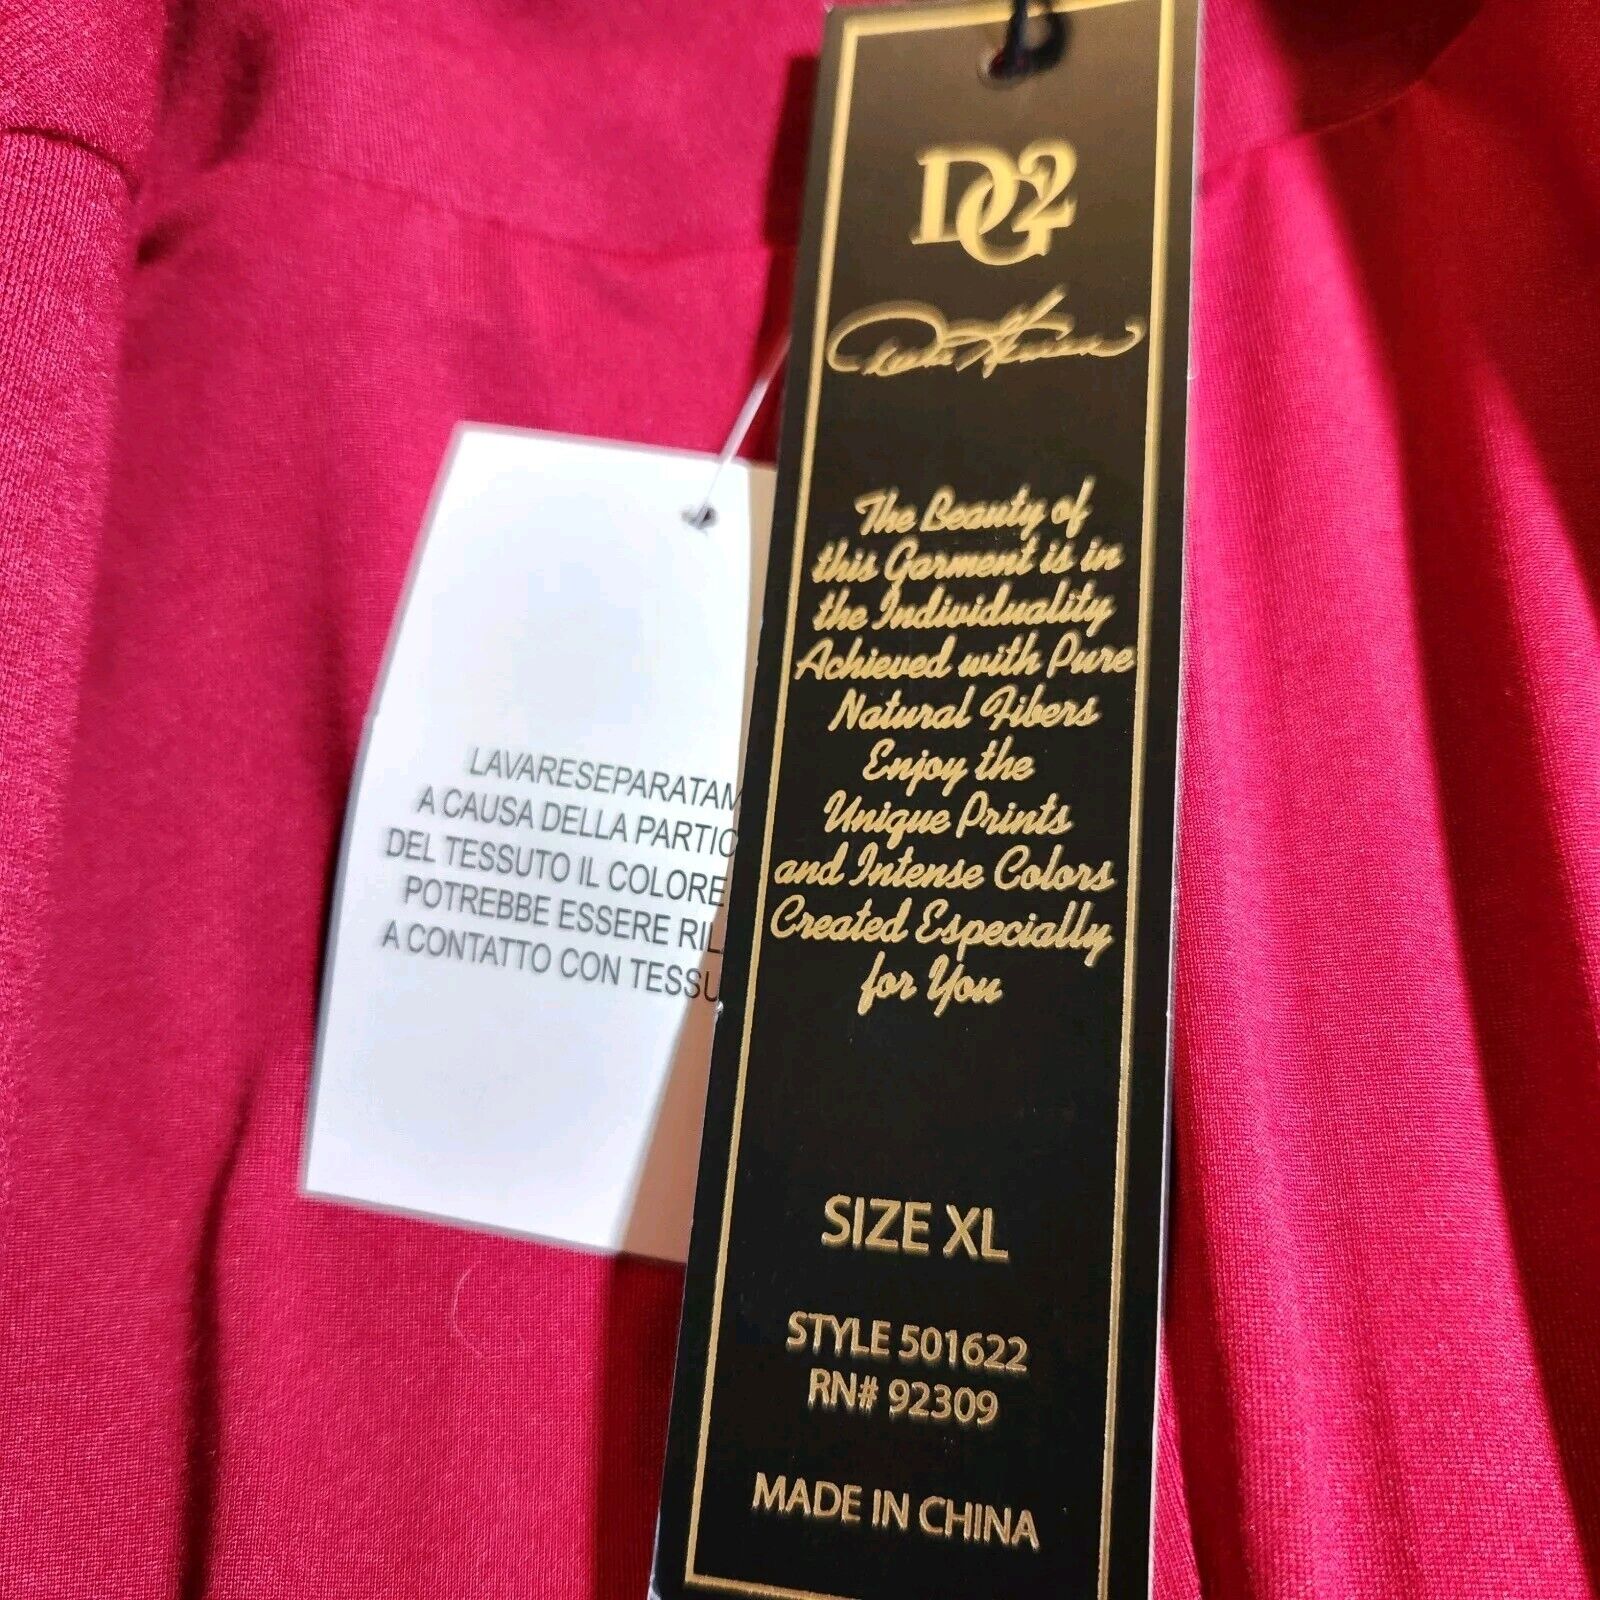 DG2
Diane Gilman
The Beauty of
this Garment is in
the Individuality
Achieved with Pure
Natural Fibers
Enjoy the
Unique Prints
and Intense Colors
Created Especially
for You
SIZE XL
STYLE 501622
RN# 92309
MADE IN CHINA
LAVARESEPARATAM
A CAUSA DELLA PARTIC
DEL TESSUTO IL COLORE
POTREBBE ESSERE RIL
A CONTATTO CON TESSU